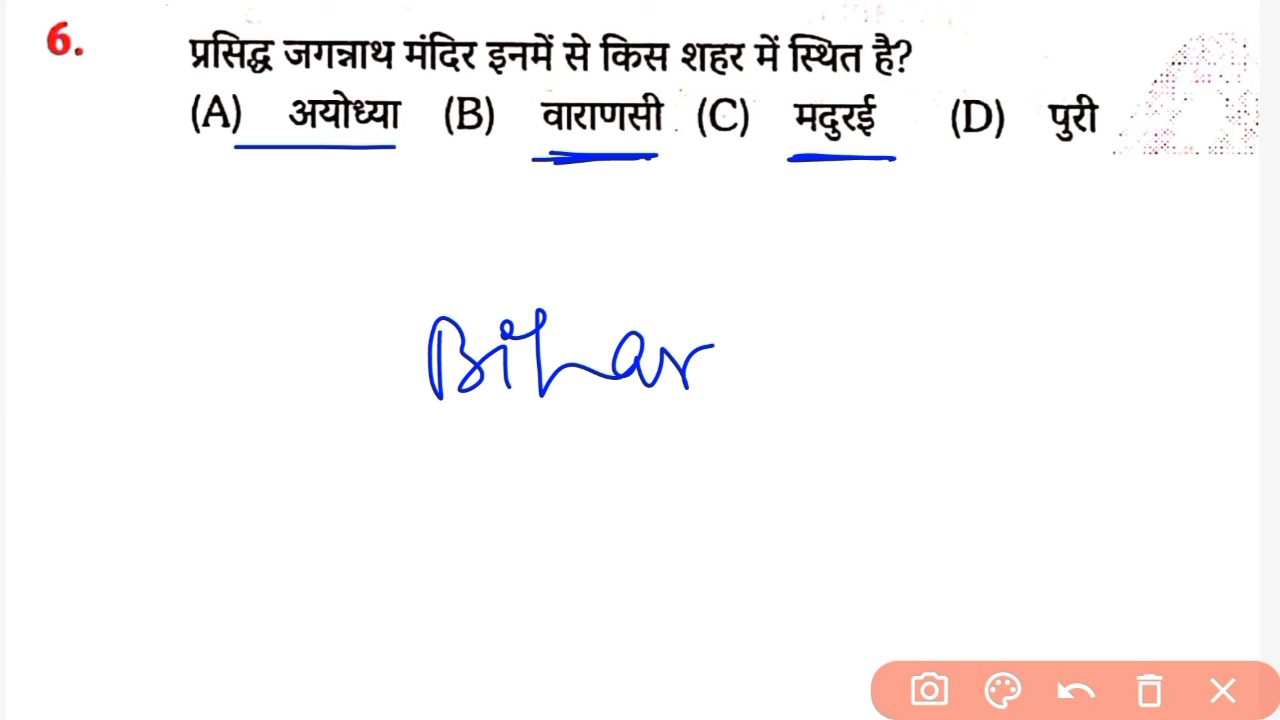 6. प्रसिद्ध जगन्नाथ मंदिर इनमें से किस शहर में स्थित है?
(A) अयोध्या (B) वाराणसी (C) मदुरई (D) पुरी
Bihar